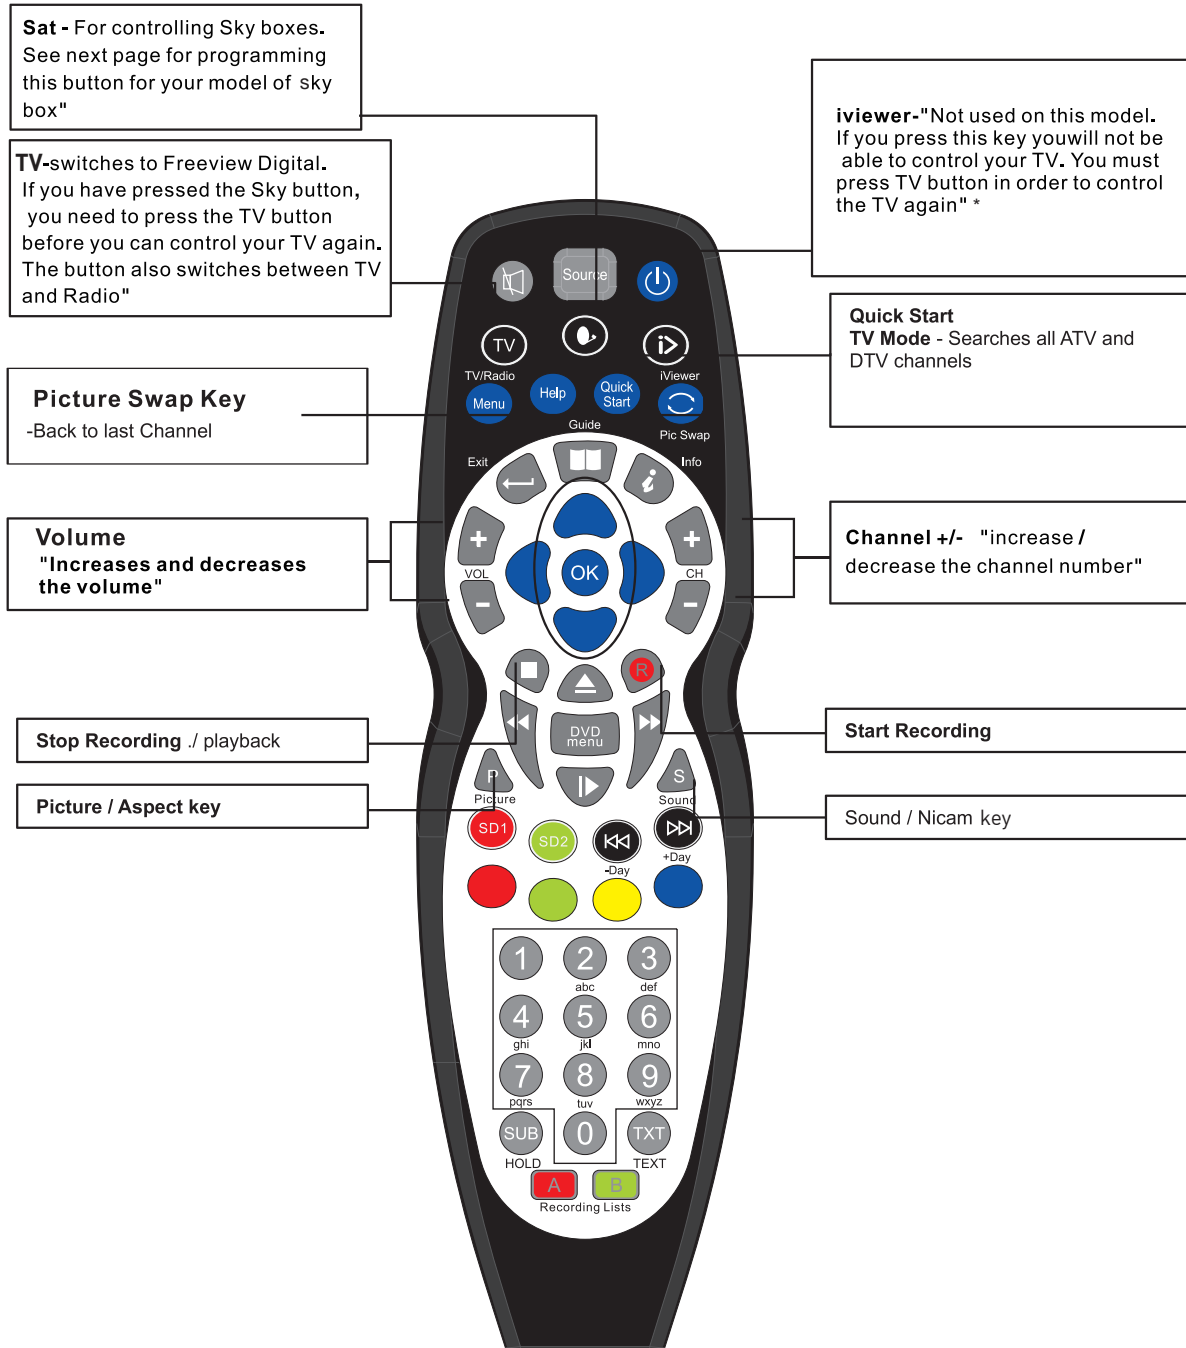 Sat - For controlling Sky boxes.
See next page for programming
this button for your model of sky
box"
TV-switches to Freeview Digital.
If you have pressed the Sky button,
you need to press the TV button
before you can control your TV again.
The button also switches between TV
and Radio"
iviewer-"Not used on this model.
If you press this key youwill not be
able to control your TV. You must
press TV button in order to control
the TV again" *
Quick Start
TV Mode - Searches all ATV and
DTV channels
Picture Swap Key
-Back to last Channel
Volume
"Increases and decreases
the volume"
Channel +/- "increase /
decrease the channel number"
Stop Recording ./ playback
Start Recording
Picture / Aspect key
Sound / Nicam key
Source
TV
TV/Radio
iViewer
Menu
Help
Quick
Start
Pic Swap
Guide
Exit
Info
i
+
+
VOL
OK
CH
-
-
R
DVD
menu
P
S
Picture
Sound
SD1
SD2
-Day
+Day
1
2
3
abc
def
4
5
6
ghi
jkl
mno
7
8
9
pqrs
tuv
wxyz
SUB
0
TXT
HOLD
TEXT
A
B
Recording Lists